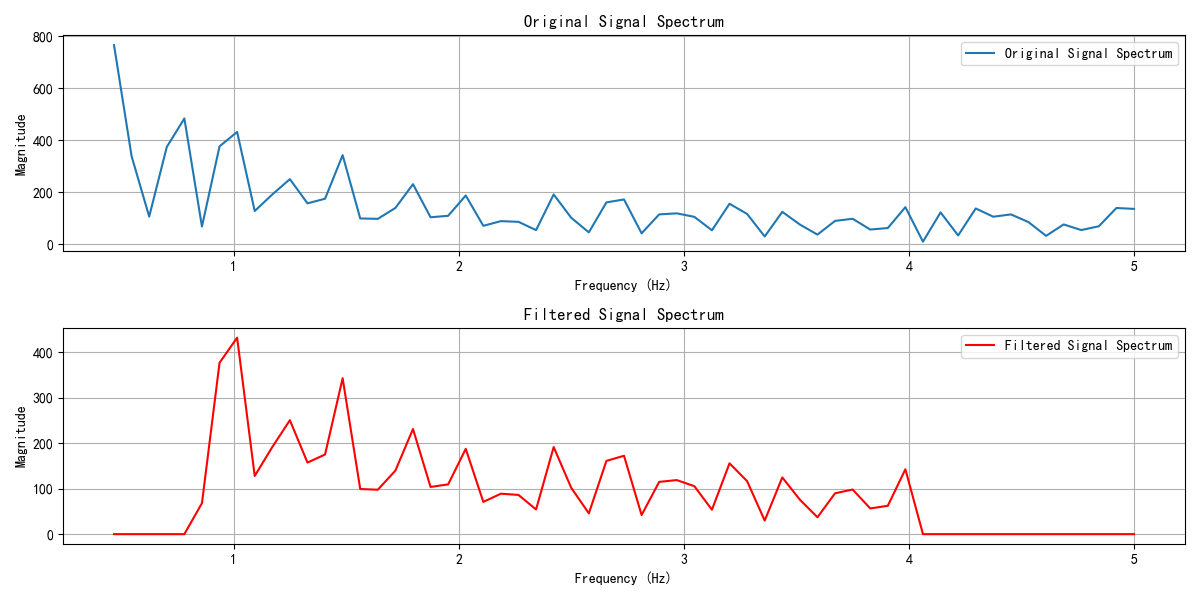 Original Signal Spectrum
800
600
400
200
0
Magnitude
Original Signal Spectrum
1 2 3 4 5
Frequency (Hz)
Filtered Signal Spectrum
400
300
200
100
0
Magnitude
Filtered Signal Spectrum
1 2 3 4 5
Frequency (Hz)